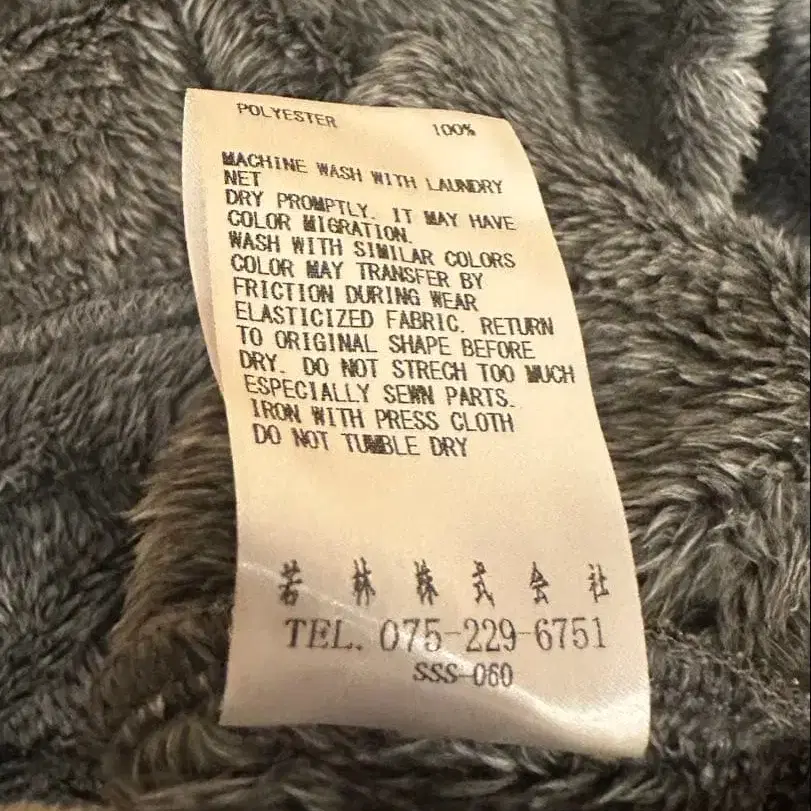 POLYESTER 100%
MACHINE WASH WITH LAUNDRY
NET
DRY PROMPTLY. IT MAY HAVE
COLOR MIGRATION.
WASH WITH SIMILAR COLORS
COLOR MAY TRANSFER BY
FRICTION DURING WEAR
ELASTICIZED FABRIC. RETURN
TO ORIGINAL SHAPE BEFORE
DRY. DO NOT STRECH TOO MUCH
ESPECIALLY SEWN PARTS.
IRON WITH PRESS CLOTH
DO NOT TUMBLE DRY
若林株式会社
TEL. 075-229-6751
SSS-060